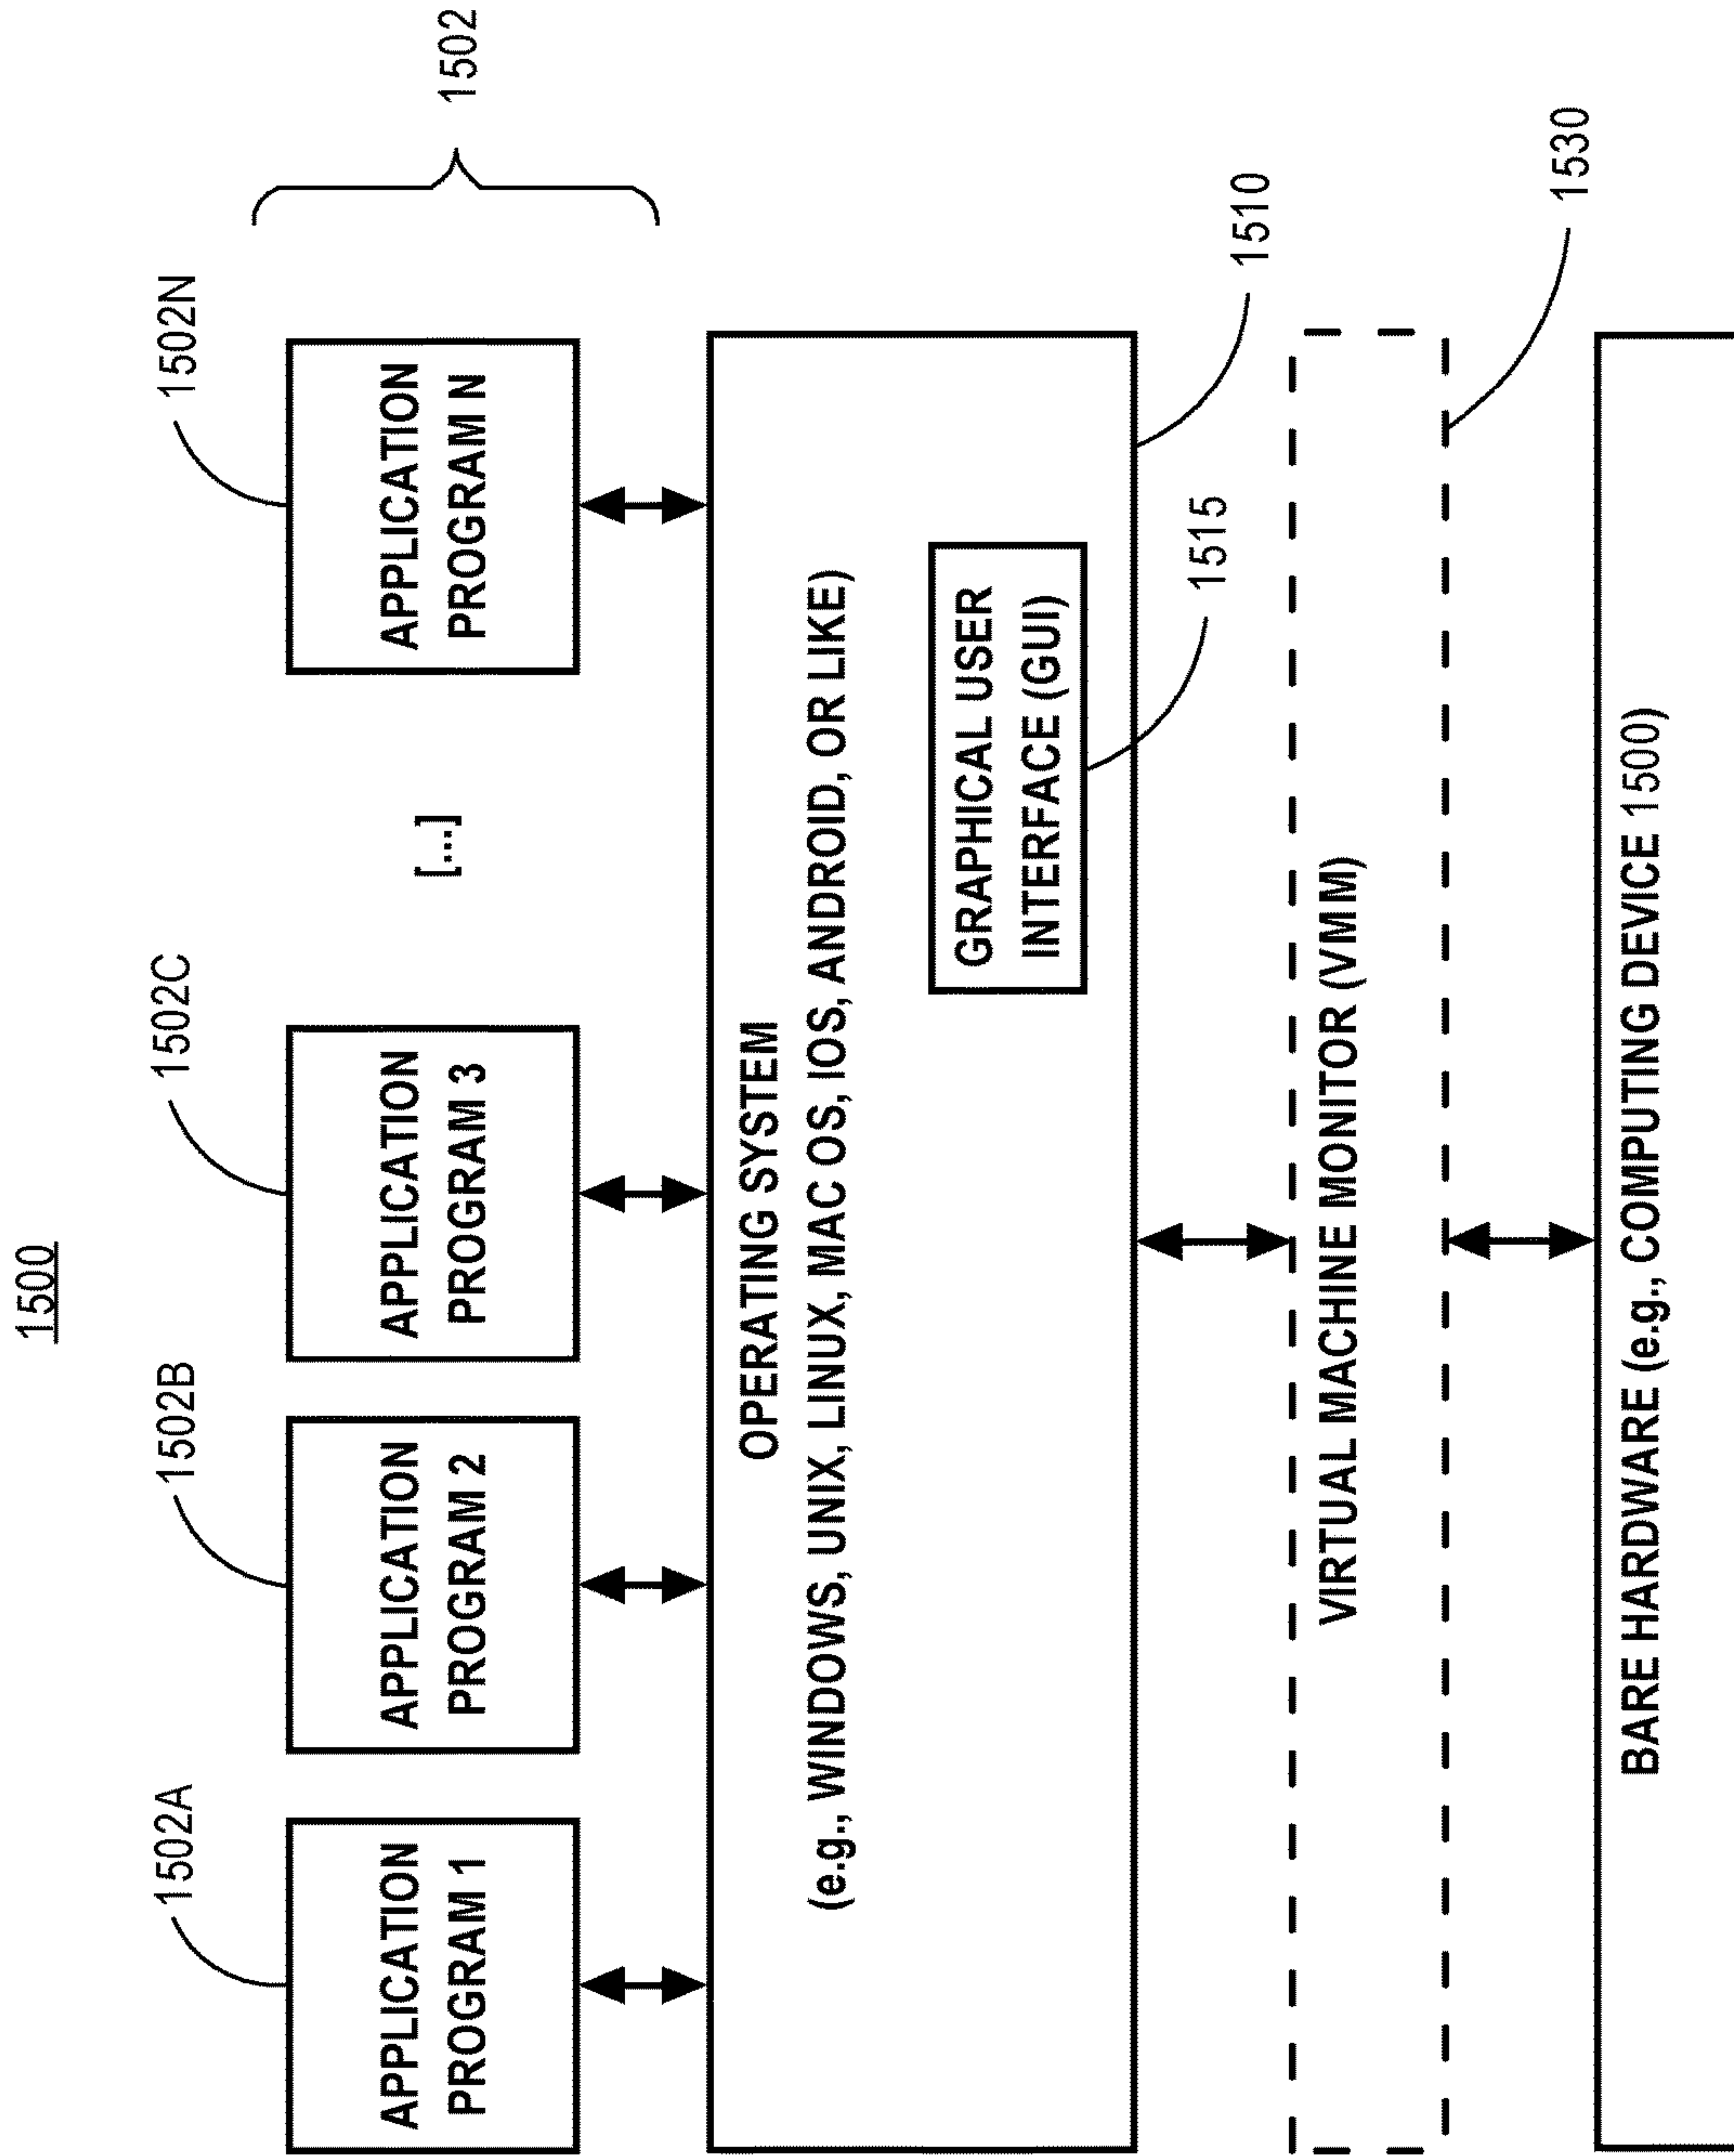 1500
1502A
1502B
1502C
1502N
1502
APPLICATION
PROGRAM 1
APPLICATION
PROGRAM 2
APPLICATION
PROGRAM 3
[...]
APPLICATION
PROGRAM N
OPERATING SYSTEM
(e.g., WINDOWS, UNIX, LINUX, MAC OS, IOS, ANDROID, OR LIKE)
GRAPHICAL USER
INTERFACE (GUI)
1515
1510
VIRTUAL MACHINE MONITOR (VMM)
1530
BARE HARDWARE (e.g., COMPUTING DEVICE 1500)